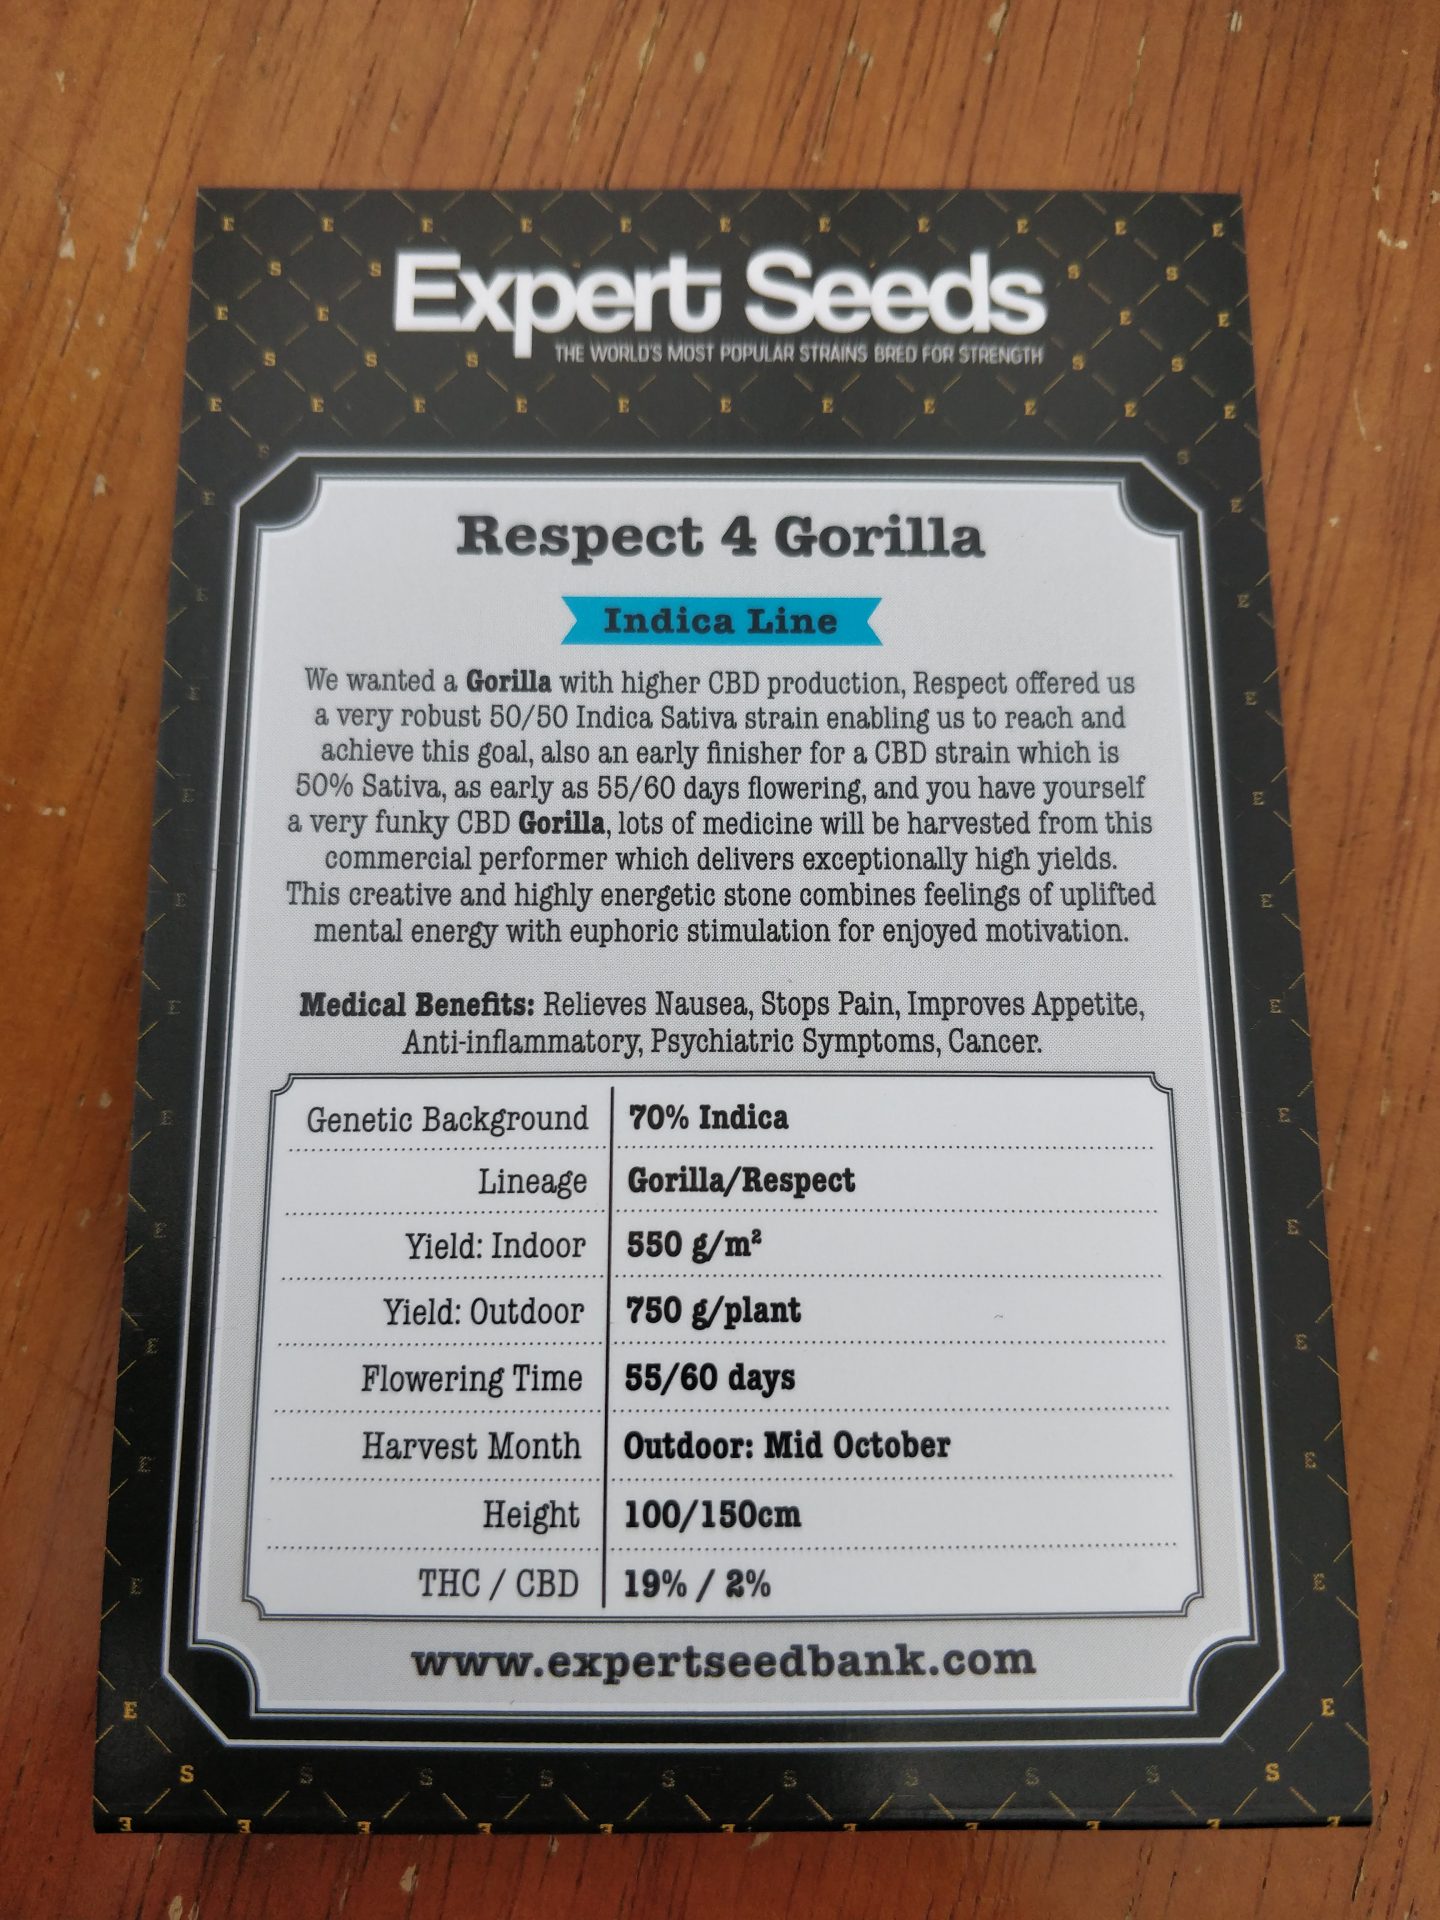 Expert Seeds
THE WORLD'S MOST POPULAR STRAINS BRED FOR STRENGTH
Respect 4 Gorilla
Indica Line
We wanted a Gorilla with higher CBD production, Respect offered us
a very robust 50/50 Indica Sativa strain enabling us to reach and
achieve this goal, also an early finisher for a CBD strain which is
50% Sativa, as early as 55/60 days flowering, and you have yourself
a very funky CBD Gorilla, lots of medicine will be harvested from this
commercial performer which delivers exceptionally high yields.
This creative and highly energetic stone combines feelings of uplifted
mental energy with euphoric stimulation for enjoyed motivation.
Medical Benefits: Relieves Nausea, Stops Pain, Improves Appetite,
Anti-inflammatory, Psychiatric Symptoms, Cancer.
Genetic Background 70% Indica
Lineage Gorilla/Respect
Yield: Indoor 550 g/m²
Yield: Outdoor 750 g/plant
Flowering Time 55/60 days
Harvest Month Outdoor: Mid October
Height 100/150cm
THC / CBD 19% / 2%
www.expertseedbank.com